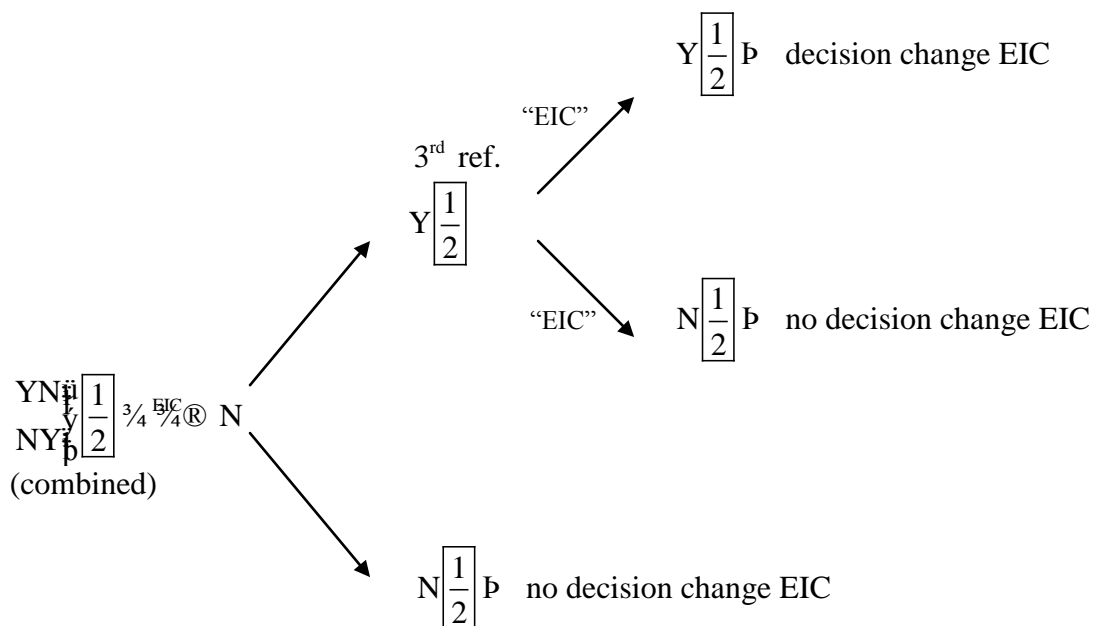 Y 1/2 Þ decision change EIC
“EIC”
3rd ref.
Y 1/2
“EIC”
N 1/2 Þ no decision change EIC
YN
1/2 ¾ EIC ¾® N
NY
(combined)
N 1/2 Þ no decision change EIC